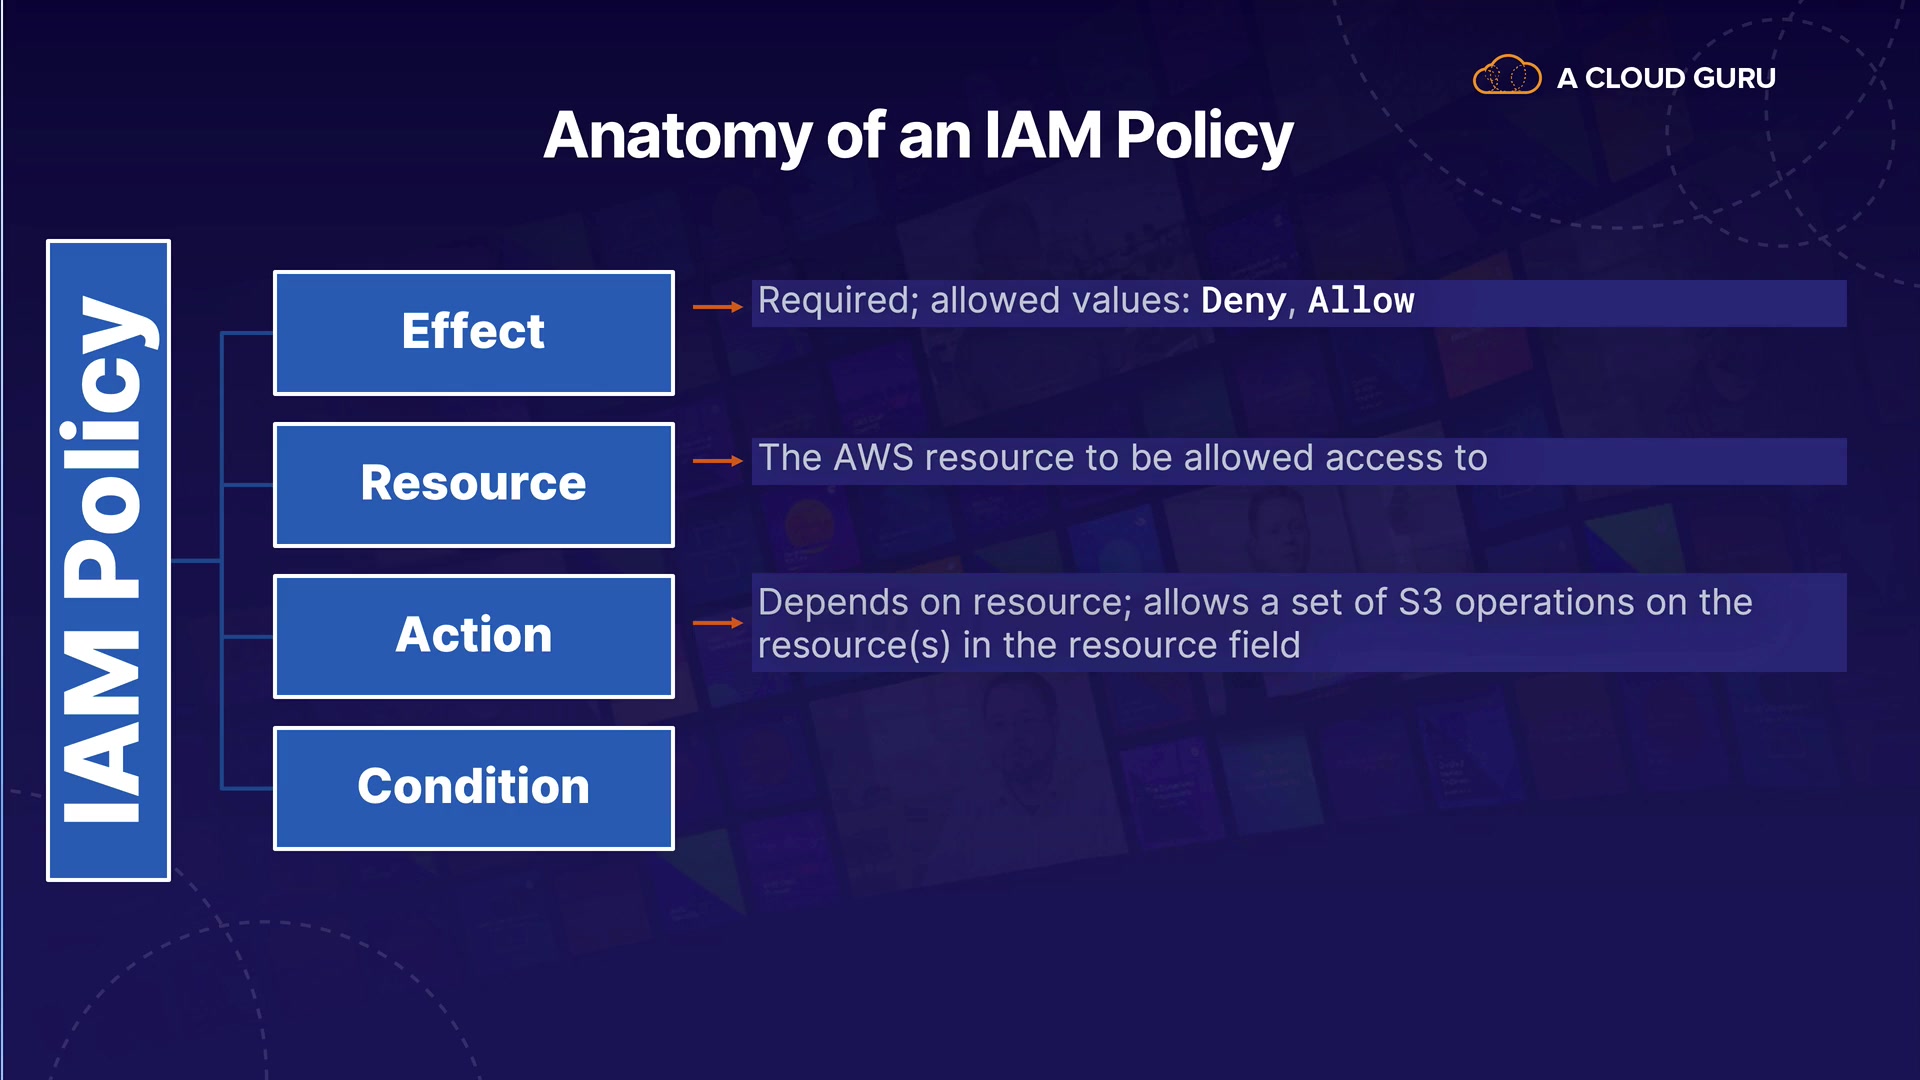 A CLOUD GURU
Anatomy of an IAM Policy
IAM Policy
Effect
Required; allowed values: Deny, Allow
Resource
The AWS resource to be allowed access to
Action
Depends on resource; allows a set of S3 operations on the
resource(s) in the resource field
Condition